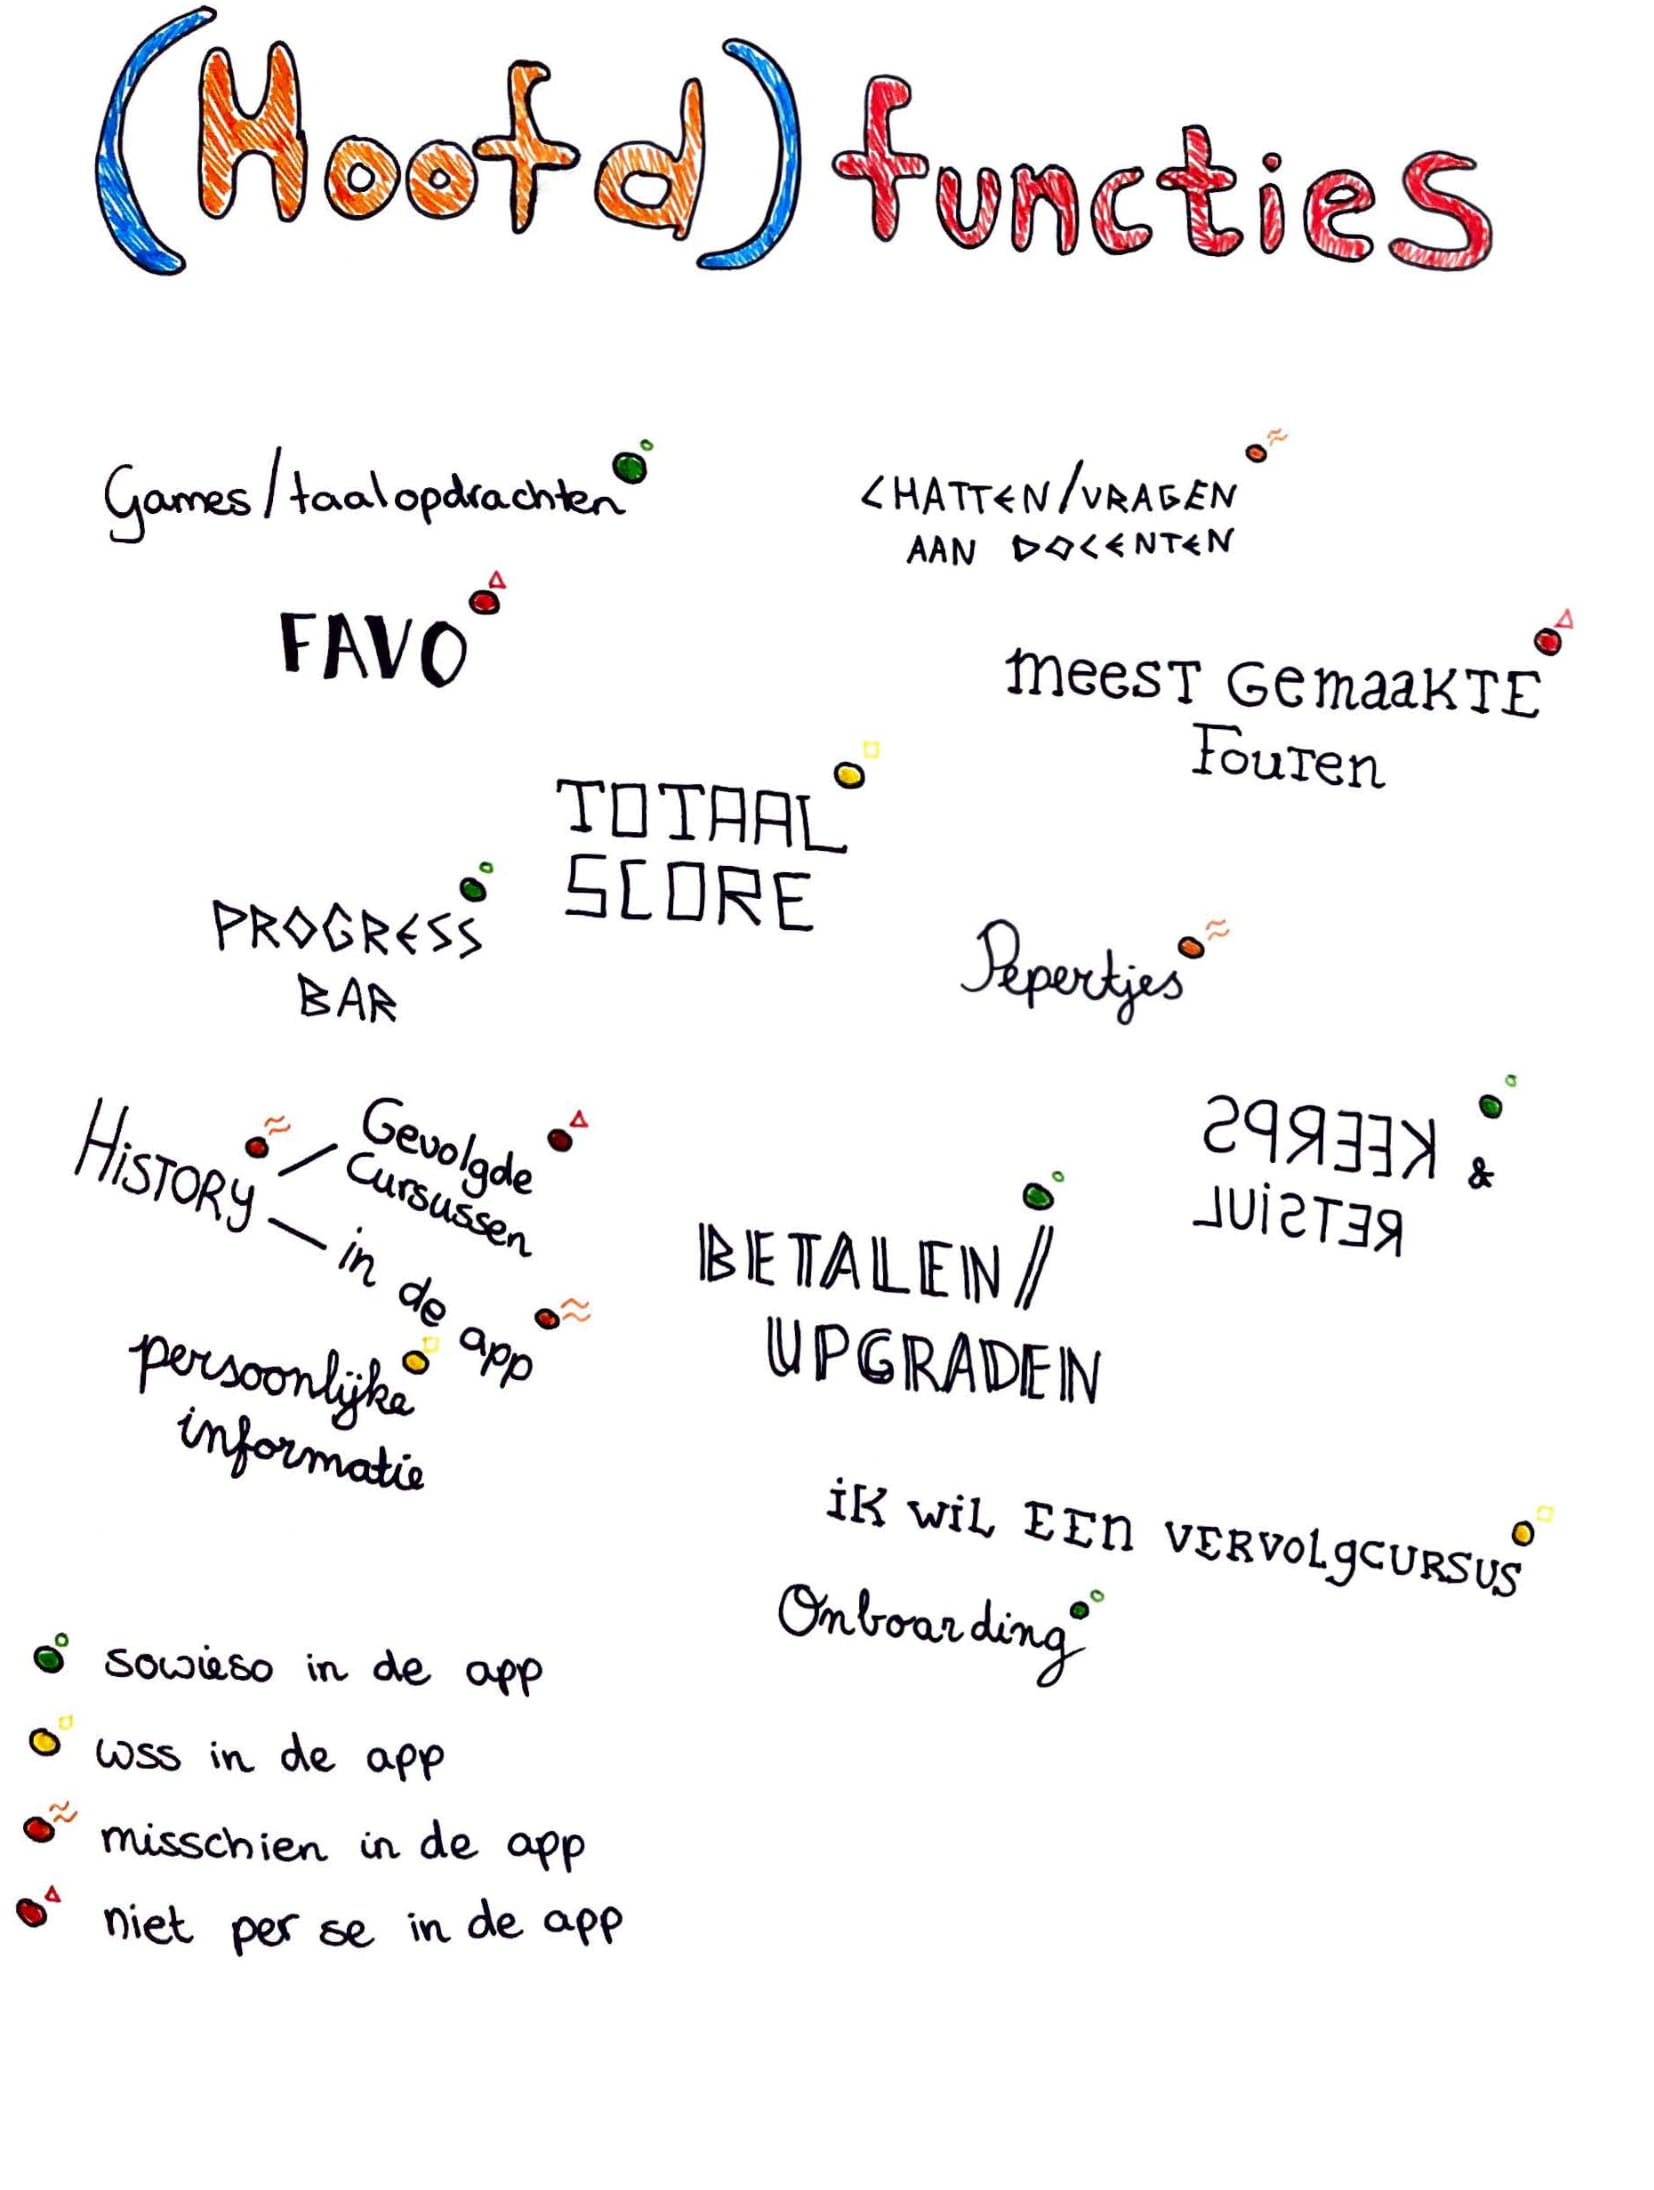 (Hoofd) functies
Games/taalopdrachten
CHATTEN/VRAGEN
AAN DOCENTEN
FAVO
MEEST GEMAAKTE
FOUTEN
TOTAAL
SCORE
PROGRESS
BAR
Pepertjes
HiSTORY
Gevolgde
cursussen
in de app
SPREEK &
LUiSTER
BETALEN/
UPGRADEN
persoonlijke
informatie
iK WiL EEN VERVOLGCURSUS
Onboarding
sowieso in de app
wss in de app
misschien in de app
niet per se in de app